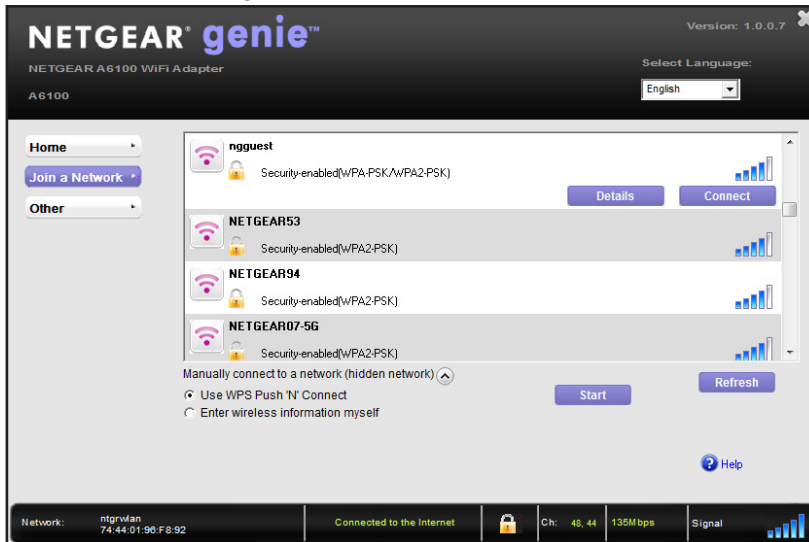 NETGEAR® genie™
Version: 1.0.0.7
NETGEAR A6100 WiFi Adapter
Select Language:
A6100
English
Home
Join a Network
Other
ngguest
Security-enabled(WPA-PSK/WPA2-PSK)
Details
Connect
NETGEAR53
Security-enabled(WPA2-PSK)
NETGEAR94
Security-enabled(WPA2-PSK)
NETGEAR07-5G
Security-enabled(WPA2-PSK)
Manually connect to a network (hidden network)
Refresh
Use WPS Push 'N' Connect
Start
Enter wireless information myself
Help
Network: ntgrwlan
74:44:01:96:F8:92
Connected to the Internet
Ch: 48, 44
135Mbps
Signal